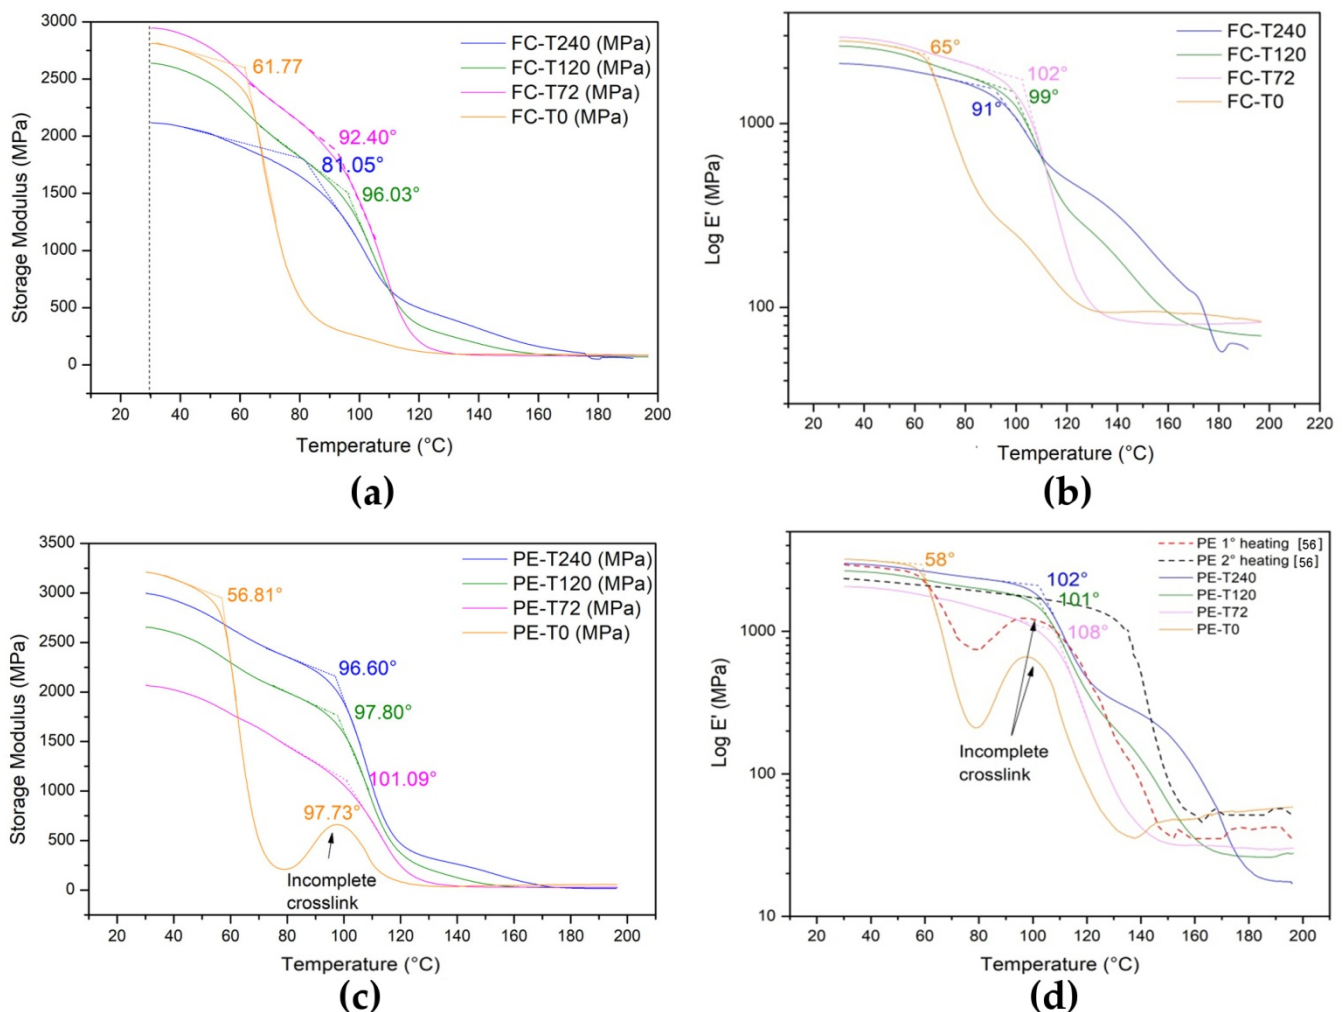 3000
2500
2000
1500
1000
500
0
Storage Modulus (MPa)
FC-T240 (MPa)
FC-T120 (MPa)
FC-T72 (MPa)
FC-T0 (MPa)
61.77
92.40°
81.05°
96.03°
20 40 60 80 100 120 140 160 180 200
Temperature (°C)
(a)
1000
100
Log E' (MPa)
FC-T240
FC-T120
FC-T72
FC-T0
65°
102°
99°
91°
20 40 60 80 100 120 140 160 180 200 220
Temperature (°C)
(b)
3500
3000
2500
2000
1500
1000
500
0
Storage Modulus (MPa)
PE-T240 (MPa)
PE-T120 (MPa)
PE-T72 (MPa)
PE-T0 (MPa)
56.81°
96.60°
97.80°
101.09°
97.73°
Incomplete
crosslink
20 40 60 80 100 120 140 160 180 200
Temperature (°C)
(c)
1000
100
10
Log E' (MPa)
PE 1° heating [56]
PE 2° heating [56]
PE-T240
PE-T120
PE-T72
PE-T0
58°
102°
101°
108°
Incomplete
crosslink
20 40 60 80 100 120 140 160 180 200
Temperature (°C)
(d)